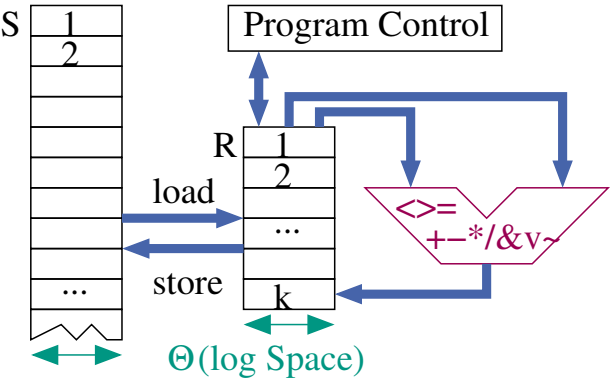 S
1
2
...
Program Control
R
1
2
...
k
load
store
<>=
+−*/&v~
Θ(log Space)